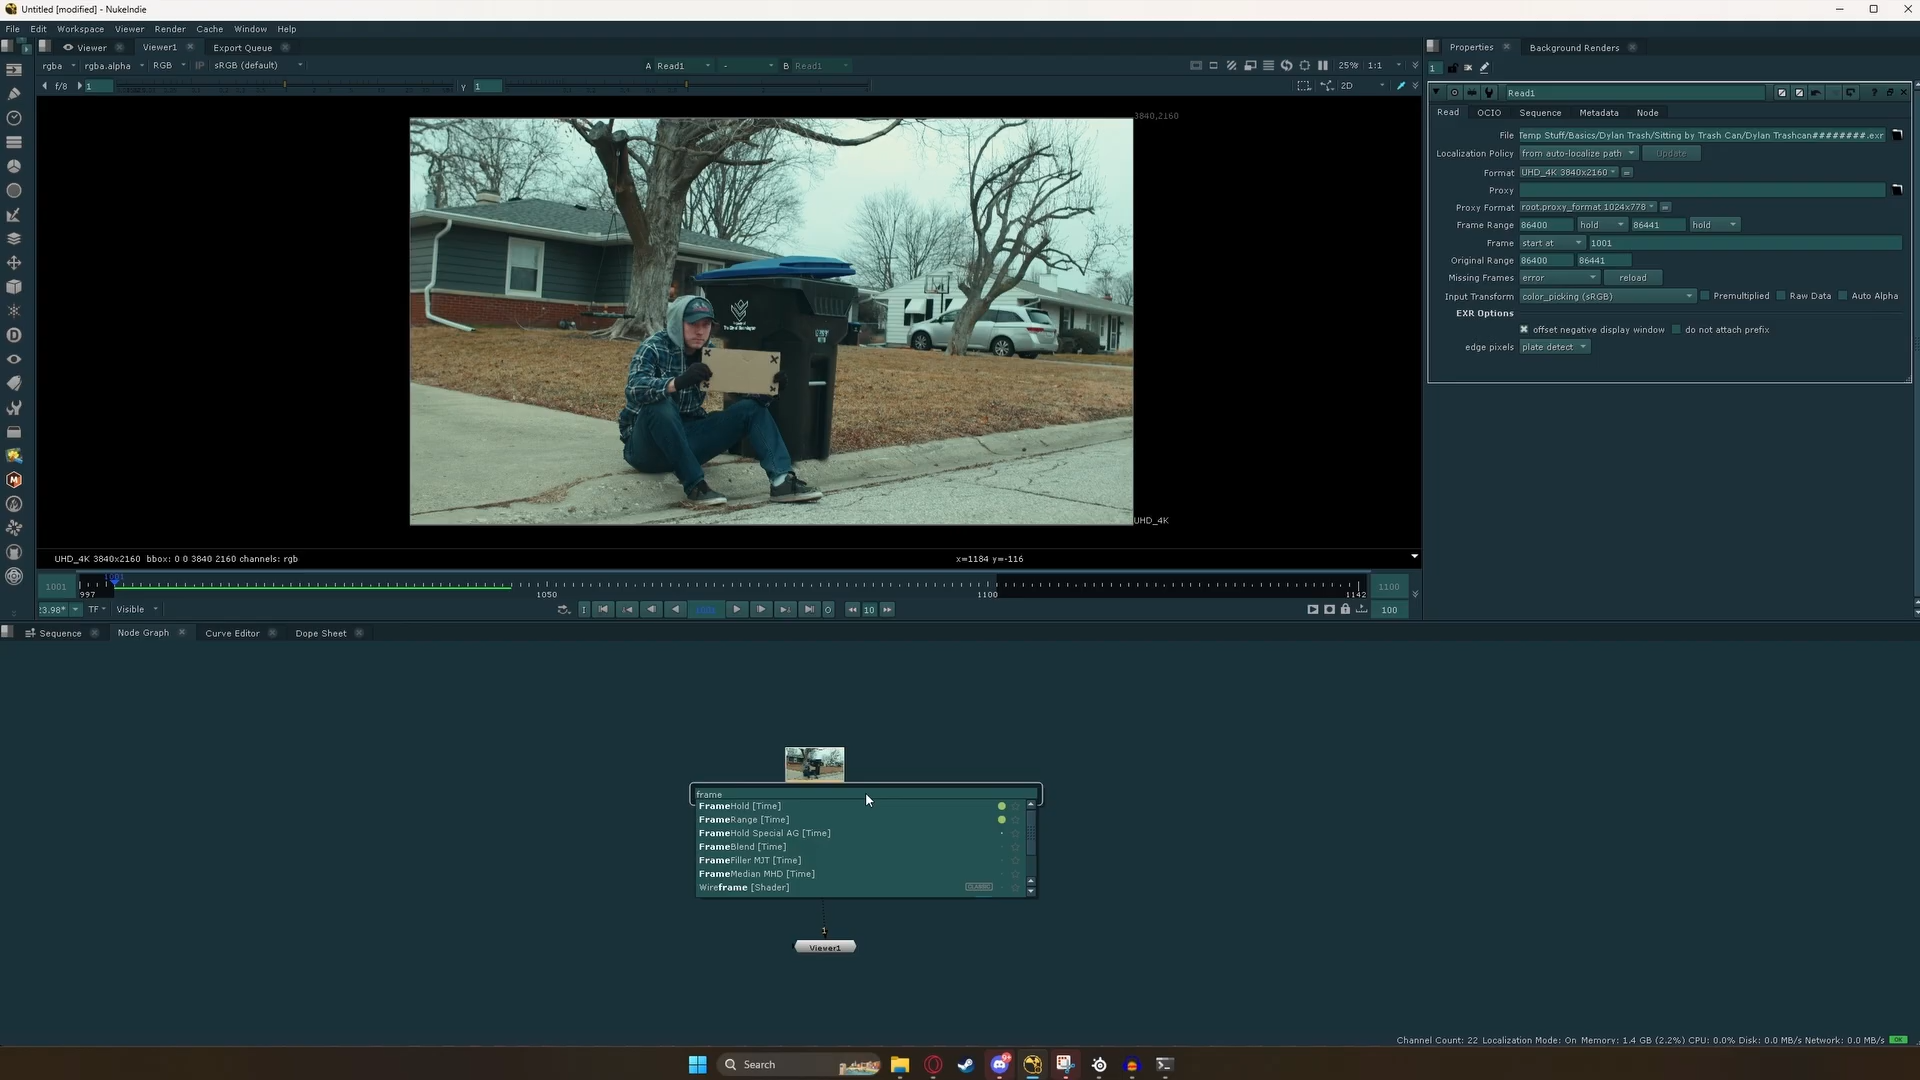 Untitled [modified] - NukeIndie
File Edit Workspace Viewer Render Cache Window Help
Viewer Viewer1 Export Queue
rgba rgba.alpha RGB IP sRGB (default) A Read1 - B Read1 25% 1:1
f/8 1 Y 1 2D
3840,2160
UHD_4K
UHD_4K 3840x2160 bbox: 0 0 3840 2160 channels: rgb x=1184 y=-116
1001 997 1001 1050 1100 1142 1100
23.98* TF Visible I 1001 O 10 100
Properties Background Renders
1
Read1
Read OCIO Sequence Metadata Node
File Temp Stuff/Basics/Dylan Trash/Sitting by Trash Can/Dylan Trashcan########.exr
Localization Policy from auto-localize path Update
Format UHD_4K 3840x2160 =
Proxy
Proxy Format root.proxy_format 1024x778 =
Frame Range 86400 hold 86441 hold
Frame start at 1001
Original Range 86400 86441
Missing Frames error reload
Input Transform color_picking (sRGB) Premultiplied Raw Data Auto Alpha
EXR Options
offset negative display window do not attach prefix
edge pixels plate detect
Sequence Node Graph Curve Editor Dope Sheet
frame
FrameHold [Time]
FrameRange [Time]
FrameHold Special AG [Time]
FrameBlend [Time]
FrameFiller MJT [Time]
FrameMedian MHD [Time]
Wireframe [Shader] CLASSIC
1
Viewer1
Channel Count: 22 Localization Mode: On Memory: 1.4 GB (2.2%) CPU: 0.0% Disk: 0.0 MB/s Network: 0.0 MB/s OK
Search